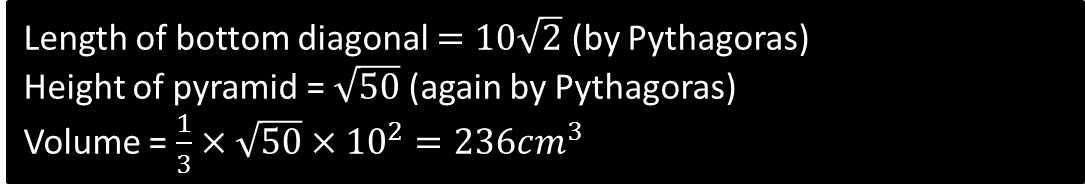 Length of bottom diagonal = 10√2 (by Pythagoras)
Height of pyramid = √50 (again by Pythagoras)
Volume = 1/3 × √50 × 10² = 236cm³